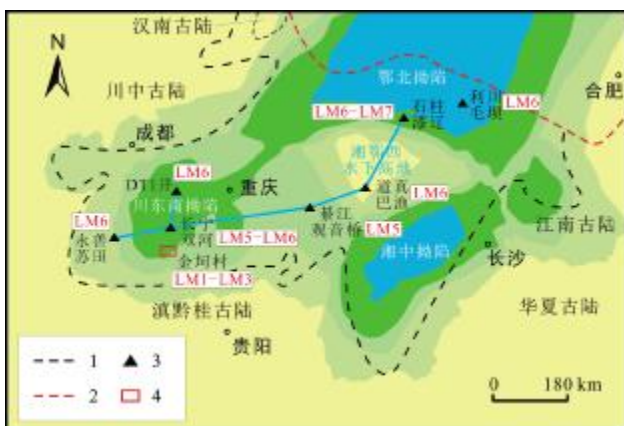 汉南古陆
N
川中古陆
鄂北拗陷
合肥
LM6
利川
毛坝
LM6-LM7
石柱
漆辽
成都
水下高地
DT1井
LM6
重庆
川东南拗陷
道真
巴渔
LM6
LM6
长宁
双河
綦江
观音桥
LM5
江南古陆
永善
苏田
LM5-LM6
湘中拗陷
长沙
LM1-LM3
滇黔桂古陆
华夏古陆
贵阳
1
3
2
4
0
180 km